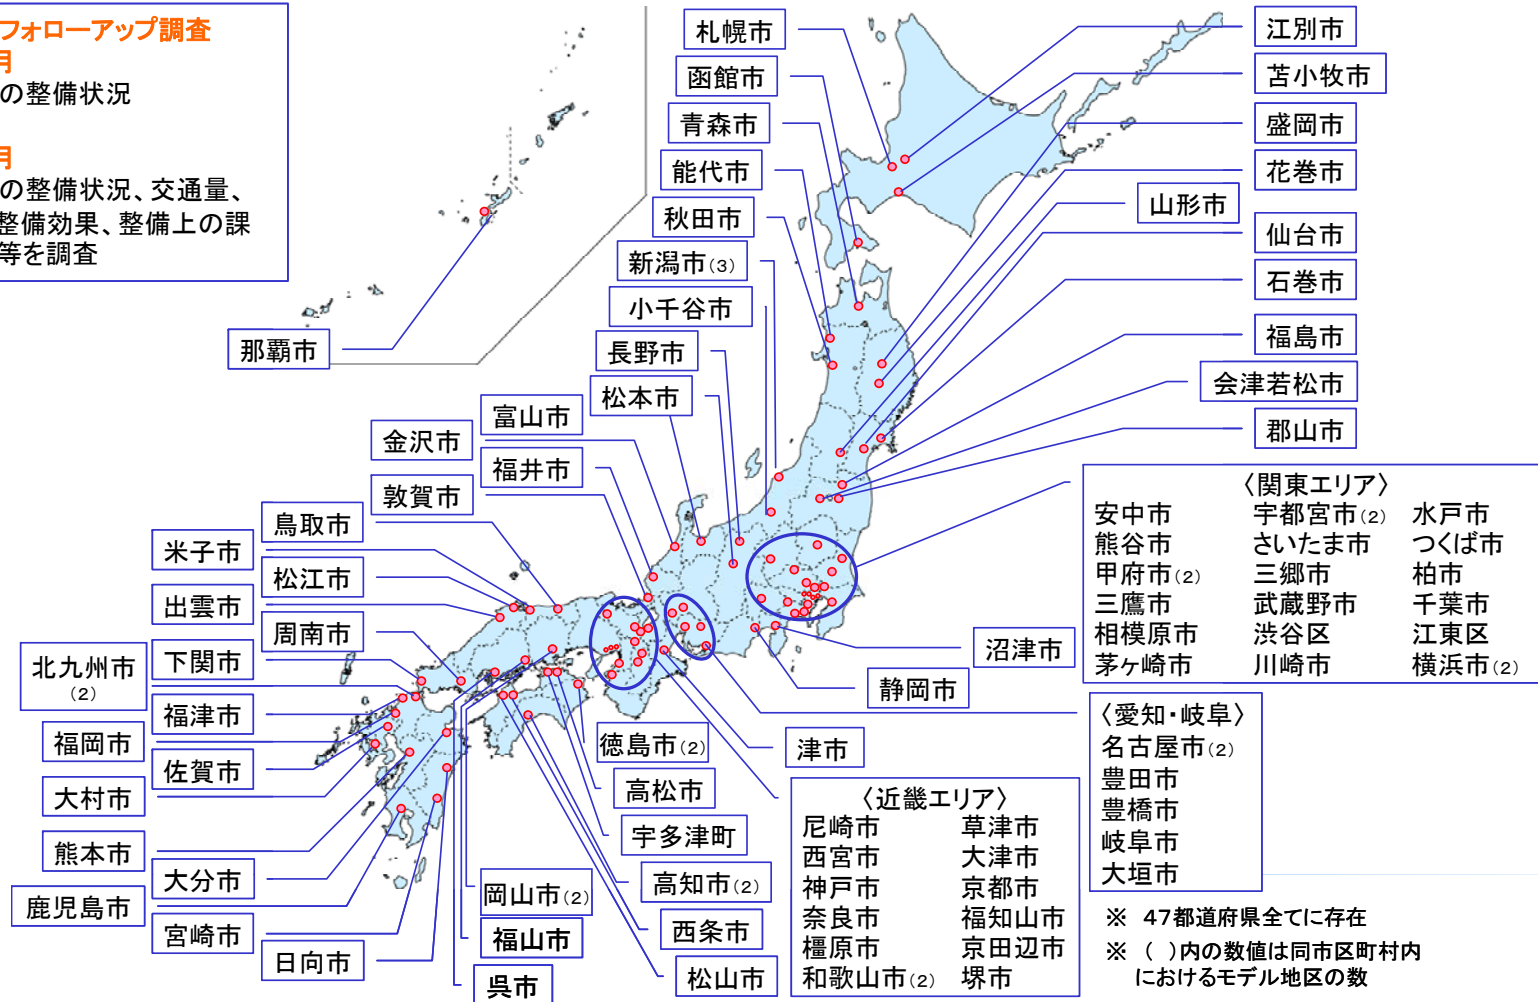 フォローアップ調査
月
の整備状況
月
の整備状況、交通量、
整備効果、整備上の課
等を調査
那覇市
札幌市
函館市
青森市
能代市
秋田市
新潟市(3)
小千谷市
長野市
松本市
富山市
金沢市
福井市
敦賀市
鳥取市
米子市
松江市
出雲市
周南市
下関市
北九州市
(2)
福津市
福岡市
佐賀市
大村市
熊本市
大分市
鹿児島市
宮崎市
日向市
江別市
苫小牧市
盛岡市
花巻市
山形市
仙台市
石巻市
福島市
会津若松市
郡山市
〈関東エリア〉
安中市 宇都宮市(2) 水戸市
熊谷市 さいたま市 つくば市
甲府市(2) 三郷市 柏市
三鷹市 武蔵野市 千葉市
相模原市 渋谷区 江東区
茅ヶ崎市 川崎市 横浜市(2)
沼津市
静岡市
〈愛知・岐阜〉
名古屋市(2)
豊田市
豊橋市
岐阜市
大垣市
津市
〈近畿エリア〉
尼崎市 草津市
西宮市 大津市
神戸市 京都市
奈良市 福知山市
橿原市 京田辺市
和歌山市(2) 堺市
徳島市(2)
高松市
宇多津町
高知市(2)
西条市
松山市
岡山市(2)
福山市
呉市
※ 47都道府県全てに存在
※ ( )内の数値は同市区町村内
におけるモデル地区の数